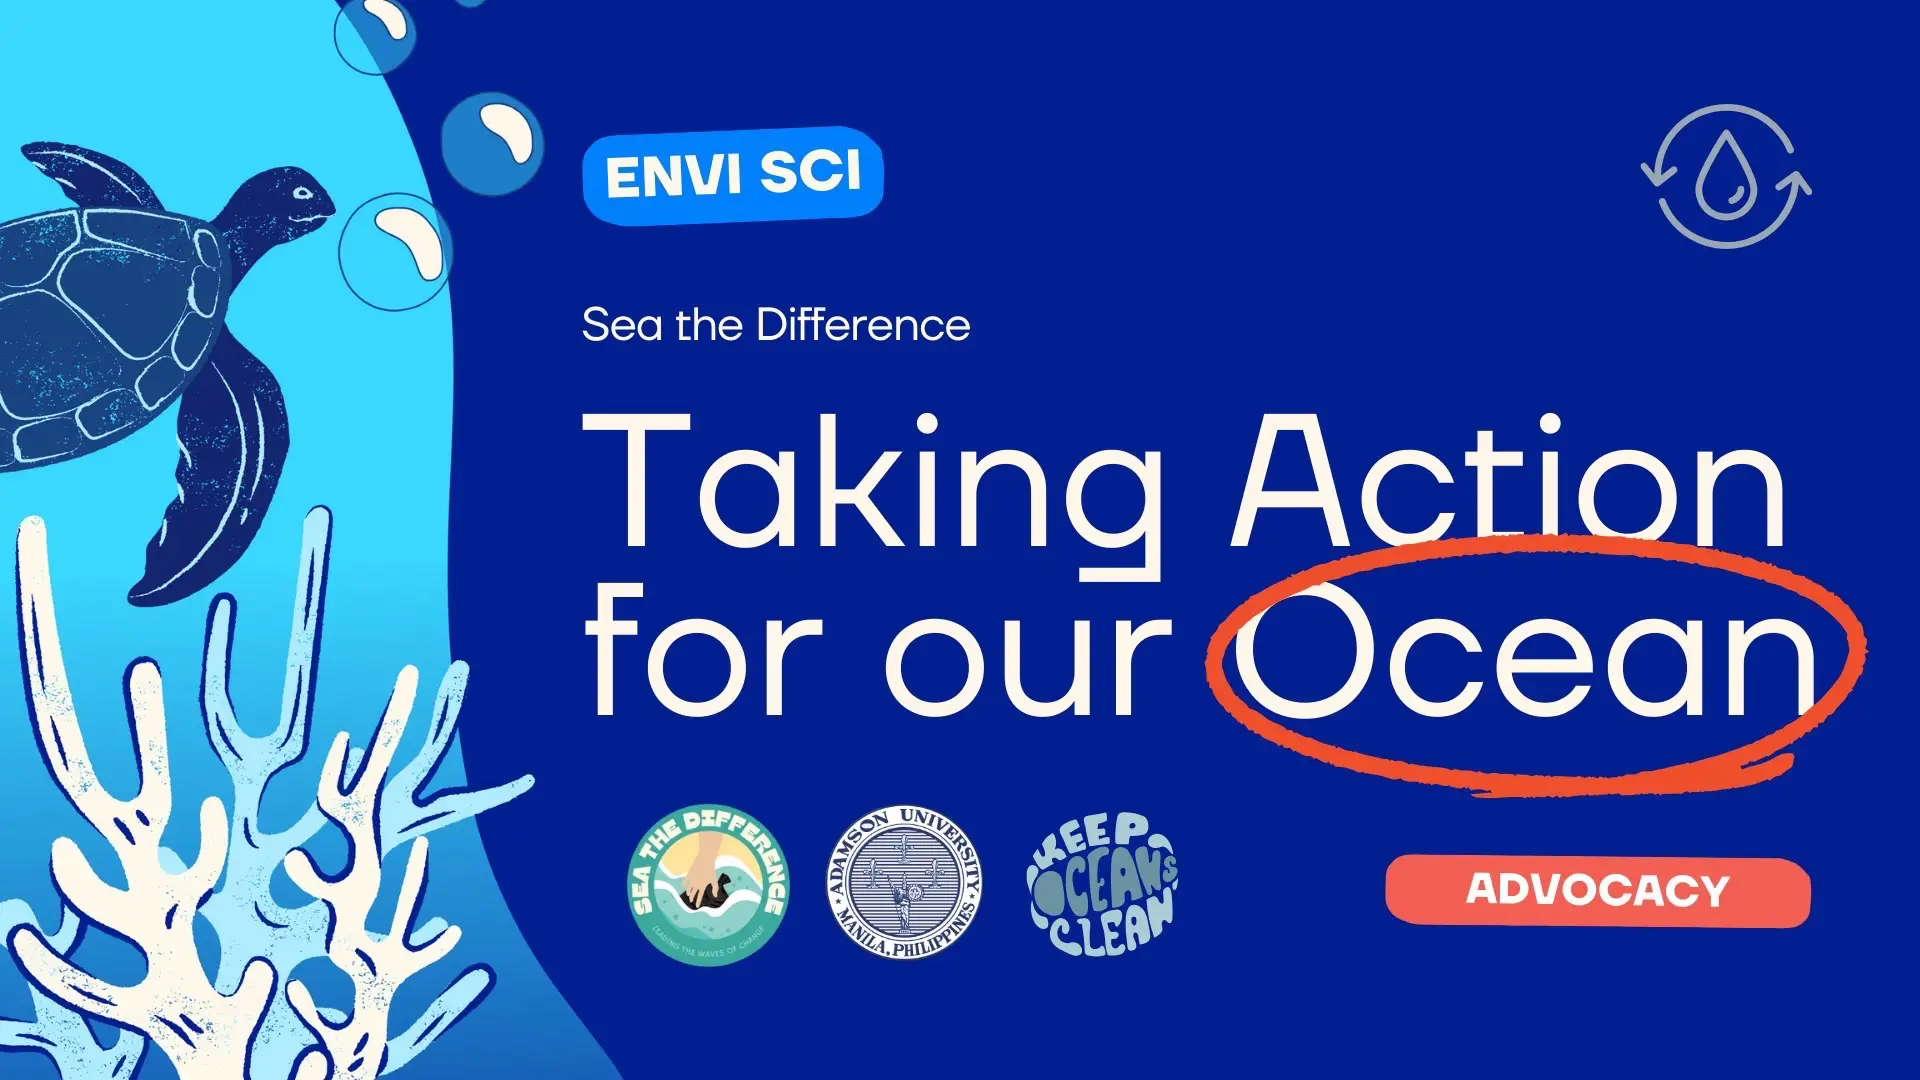 ENVI SCI
Sea the Difference
Taking Action
for our Ocean
SEA THE DIFFERENCE
LEADING THE WAVES OF CHANGE
ADAMSON UNIVERSITY
MANILA, PHILIPPINES
KEEP
OCEANS
CLEAN
ADVOCACY